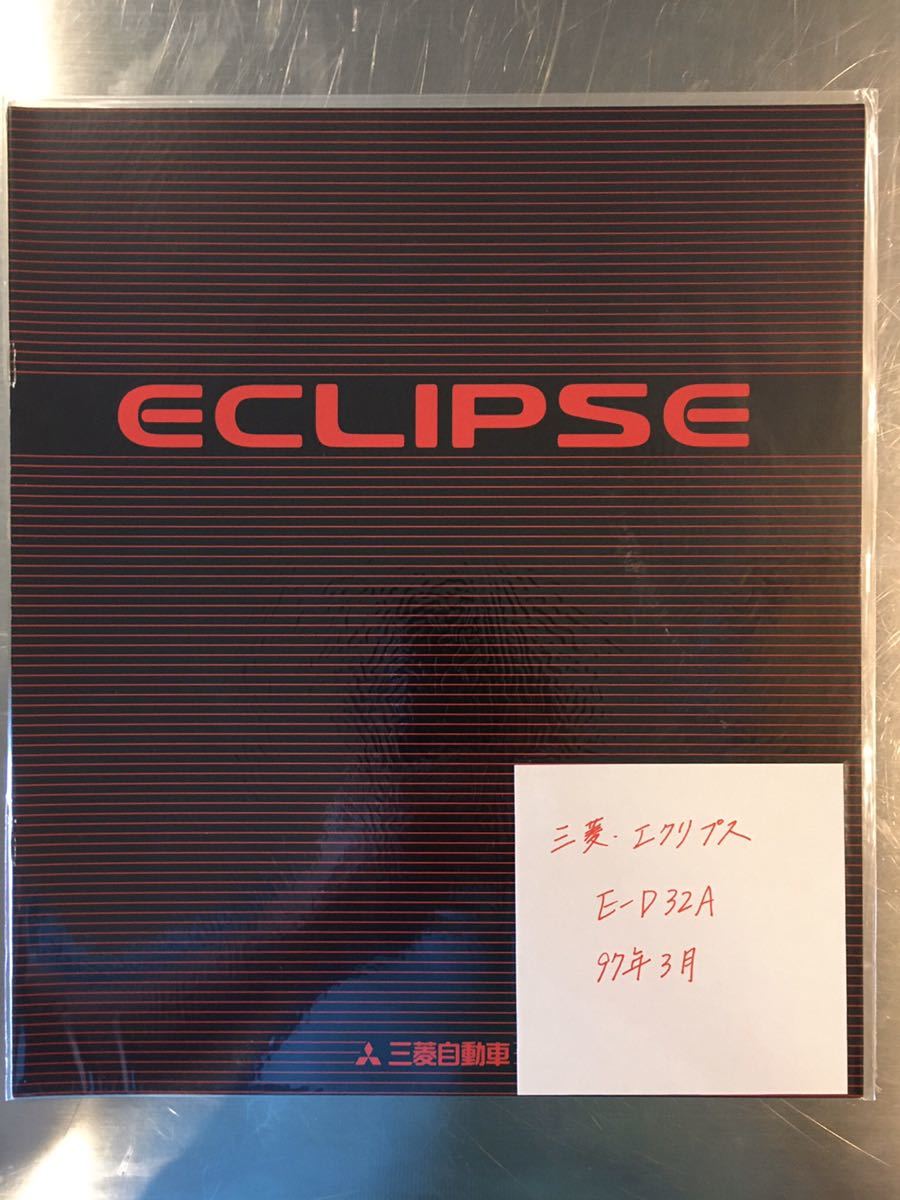 ECLIPSE
三菱・エクリプス
E-D32A
97年3月
三菱自動車